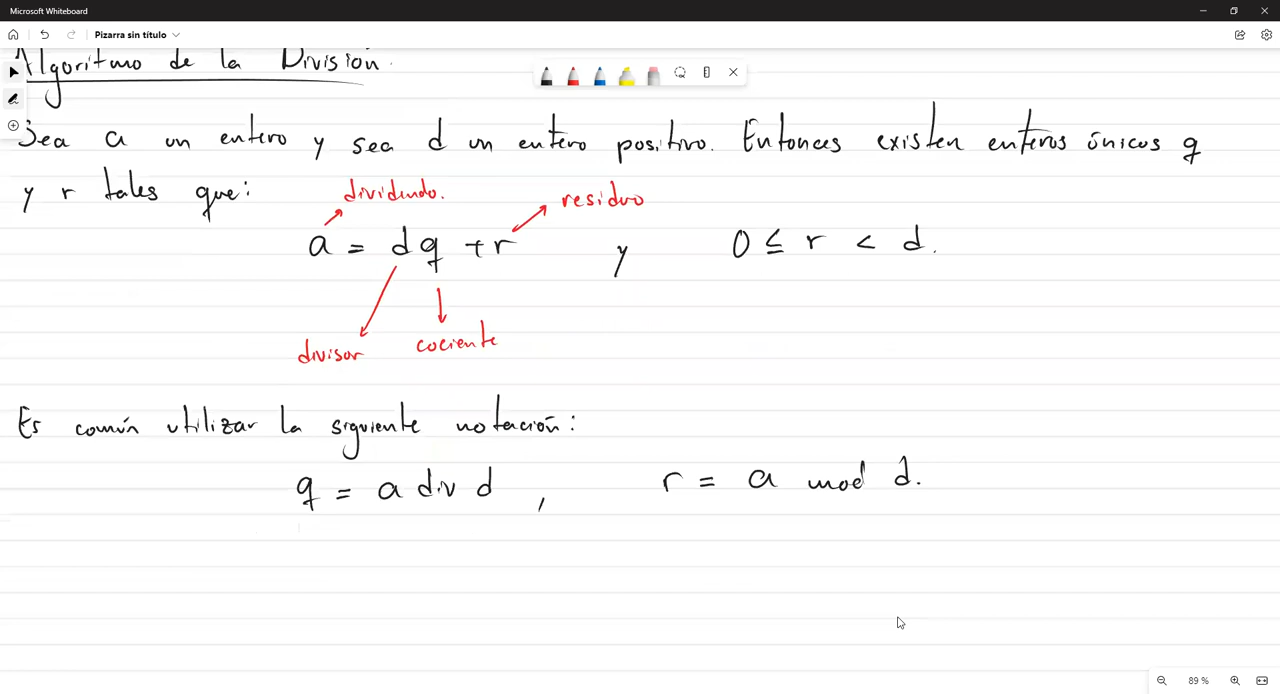 Microsoft Whiteboard
Pizarra sin título
Algoritmo de la División.
Sea a un entero y sea d un entero positivo. Entonces existen enteros únicos q
y r tales que:
dividendo.
residuo
a = dq + r y 0 ≤ r < d.
divisor
cociente
Es común utilizar la siguiente notación:
q = a div d , r = a mod d.
89 %